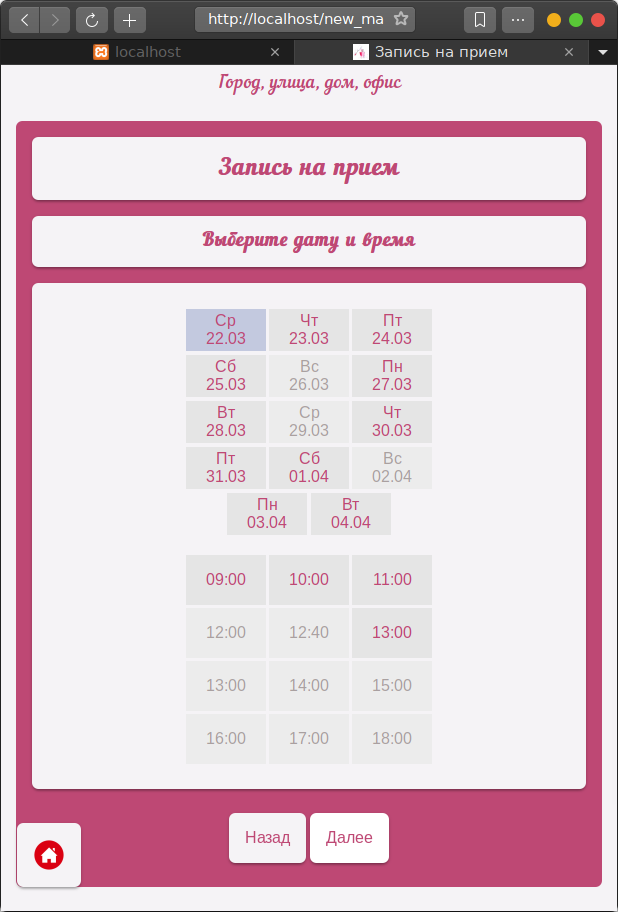 http://localhost/new_ma
localhost
Запись на прием
Город, улица, дом, офис
Запись на прием
Выберите дату и время
Ср Чт Пт
22.03 23.03 24.03
Сб Вс Пн
25.03 26.03 27.03
Вт Ср Чт
28.03 29.03 30.03
Пт Сб Вс
31.03 01.04 02.04
Пн Вт
03.04 04.04
09:00 10:00 11:00
12:00 12:40 13:00
13:00 14:00 15:00
16:00 17:00 18:00
Назад Далее